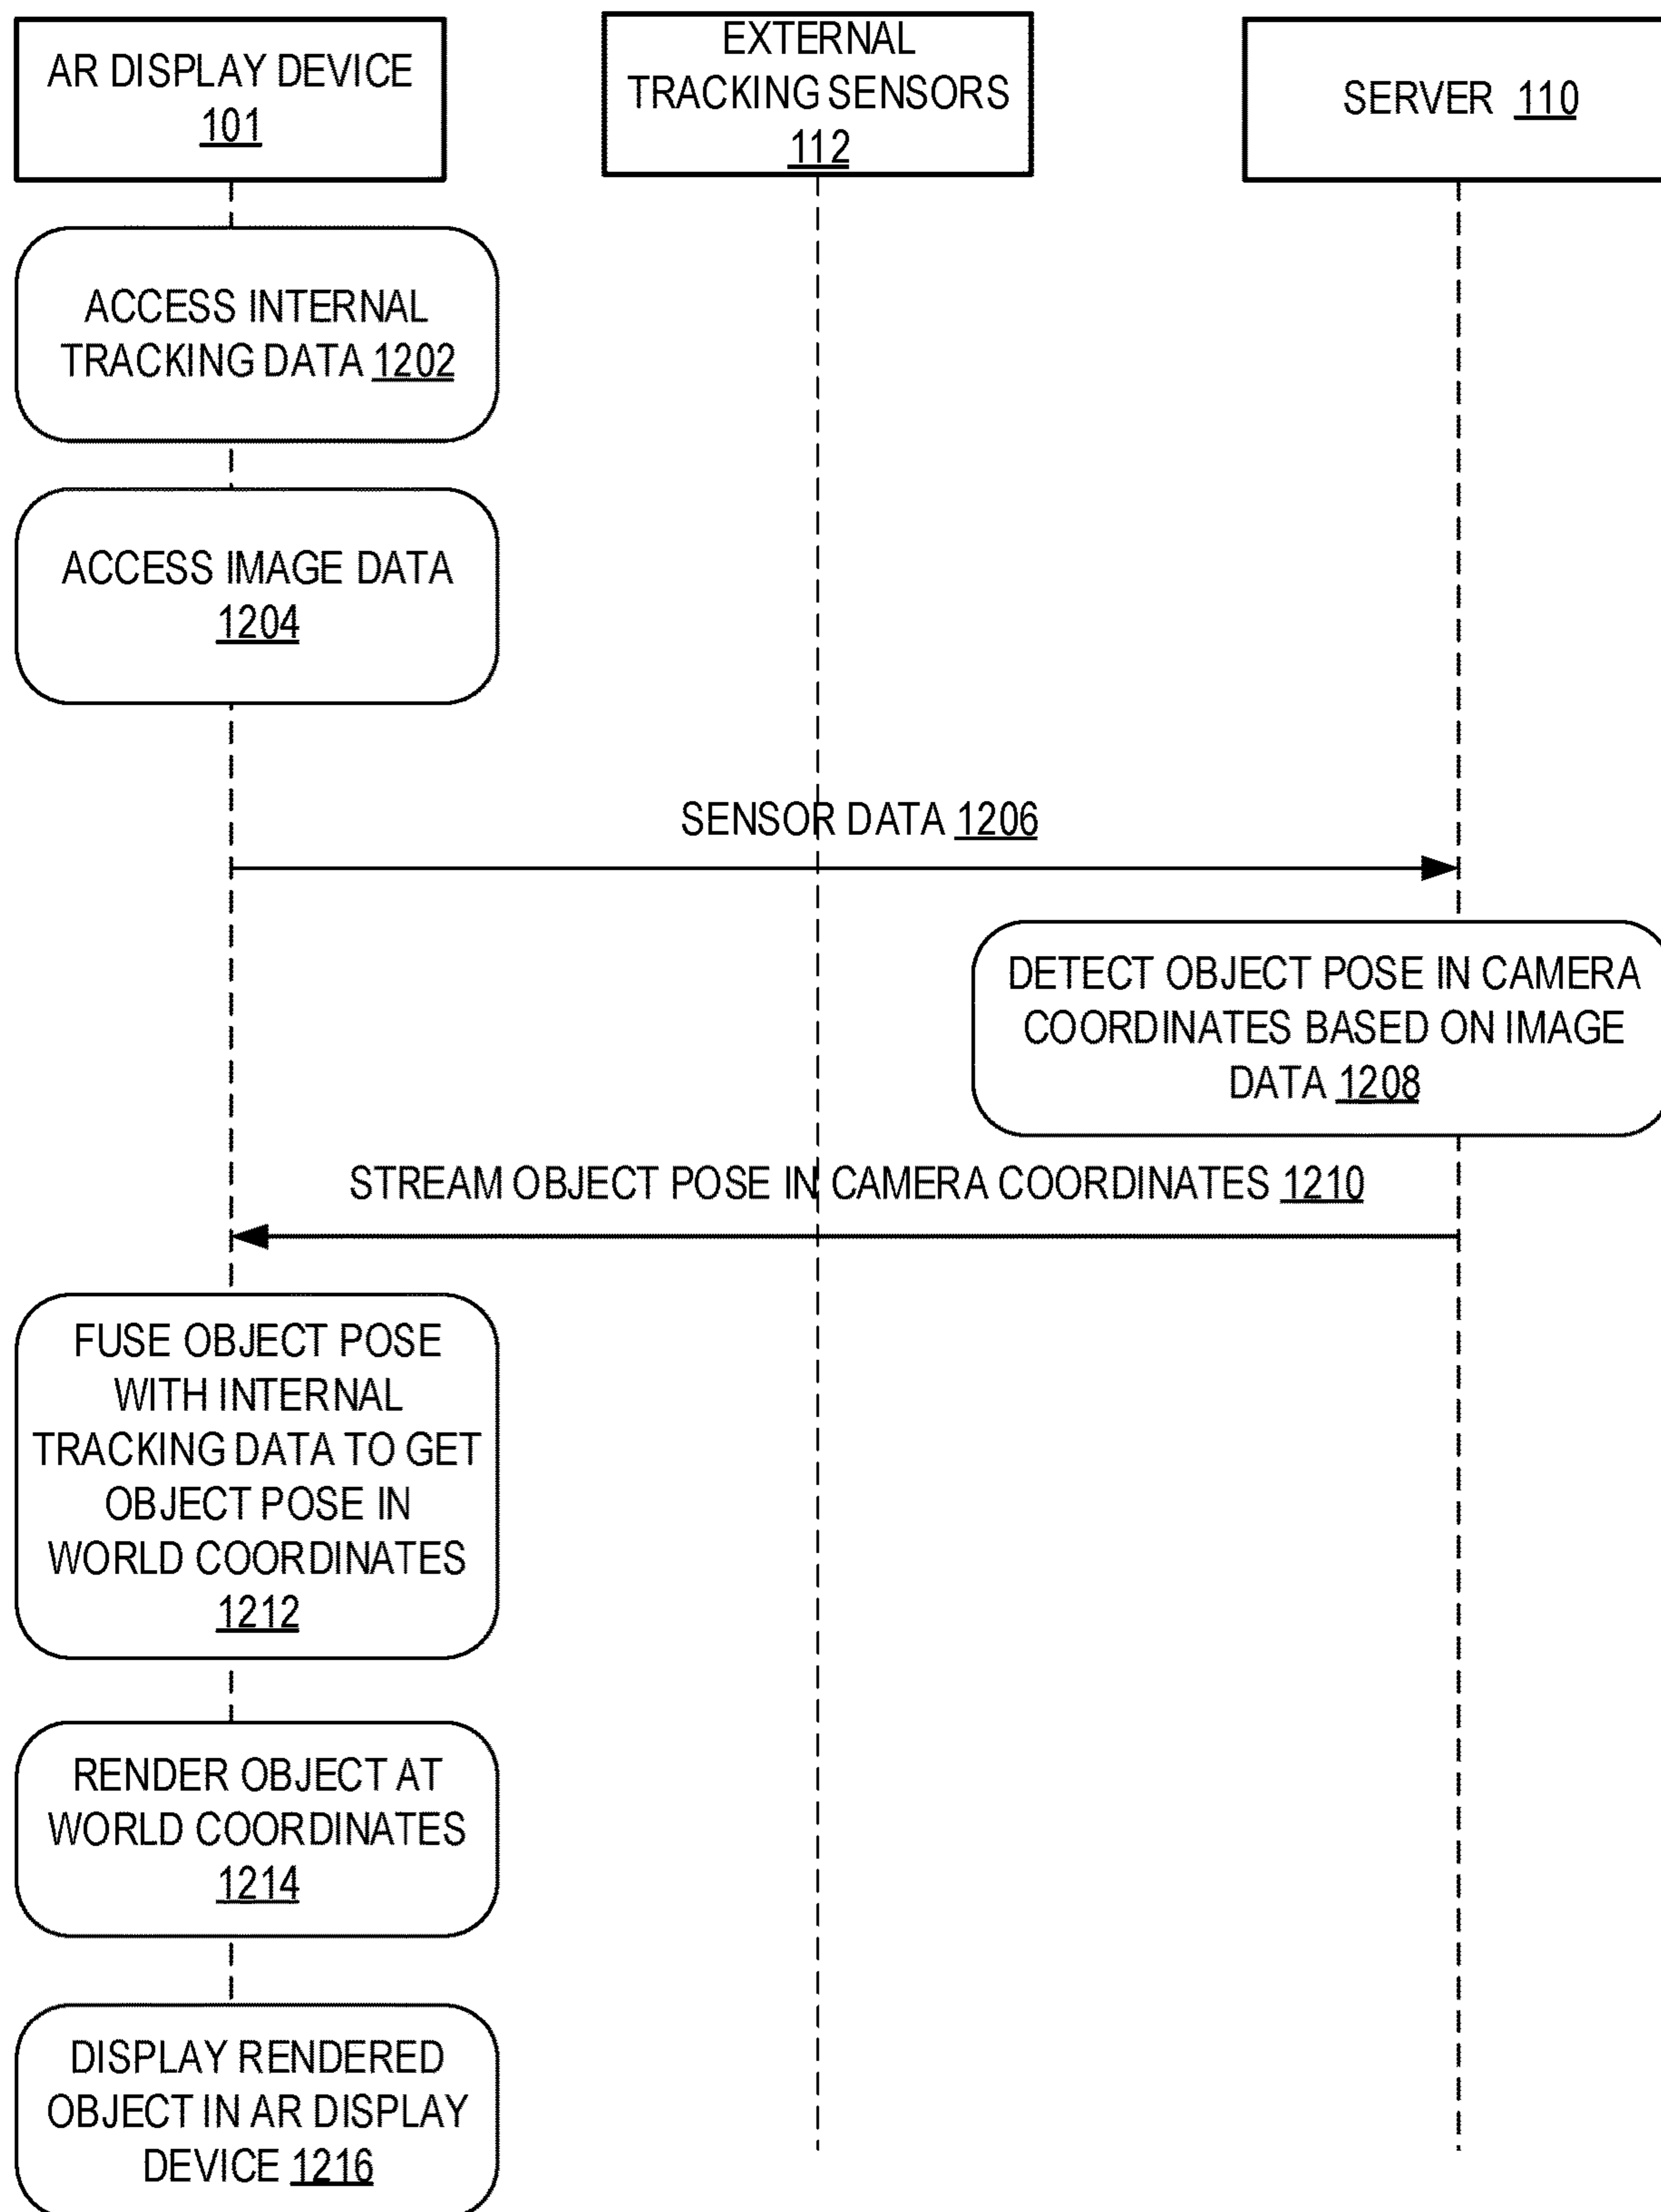 AR DISPLAY DEVICE
101
EXTERNAL
TRACKING SENSORS
112
SERVER 110
ACCESS INTERNAL
TRACKING DATA 1202
ACCESS IMAGE DATA
1204
SENSOR DATA 1206
DETECT OBJECT POSE IN CAMERA
COORDINATES BASED ON IMAGE
DATA 1208
STREAM OBJECT POSE IN CAMERA COORDINATES 1210
FUSE OBJECT POSE
WITH INTERNAL
TRACKING DATA TO GET
OBJECT POSE IN
WORLD COORDINATES
1212
RENDER OBJECT AT
WORLD COORDINATES
1214
DISPLAY RENDERED
OBJECT IN AR DISPLAY
DEVICE 1216